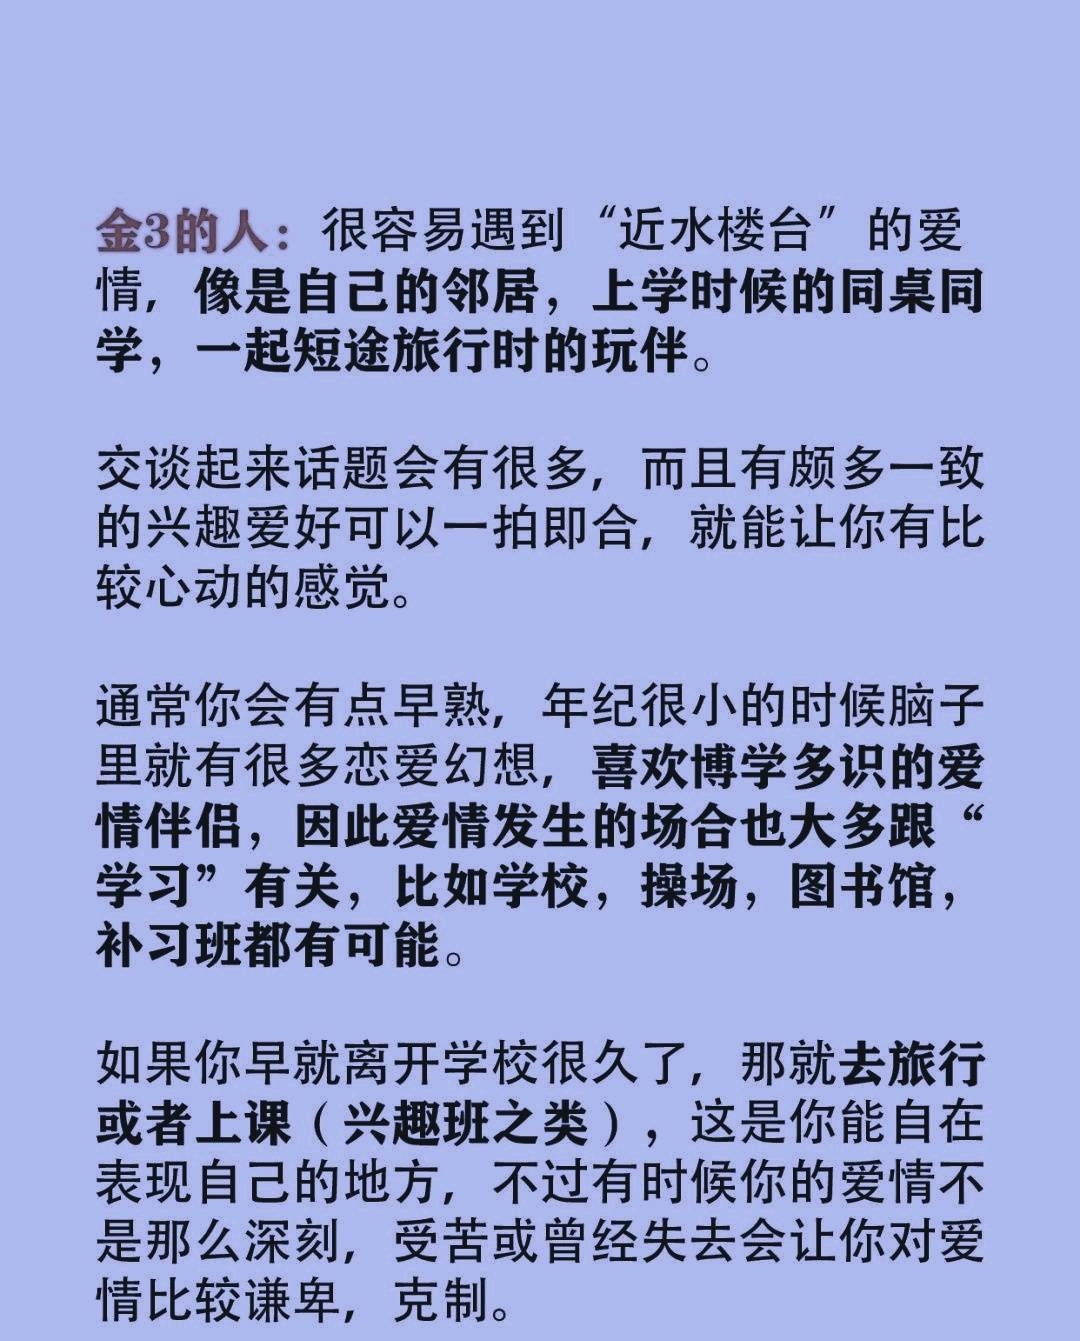 金3的人：很容易遇到“近水楼台”的爱
情，像是自己的邻居，上学时候的同桌同
学，一起短途旅行时的玩伴。
交谈起来话题会有很多，而且有颇多一致
的兴趣爱好可以一拍即合，就能让你有比
较心动的感觉。
通常你会有点早熟，年纪很小的时候脑子
里就有很多恋爱幻想，喜欢博学多识的爱
情伴侣，因此爱情发生的场合也大多跟“
学习”有关，比如学校，操场，图书馆，
补习班都有可能。
如果你早就离开学校很久了，那就去旅行
或者上课（兴趣班之类），这是你能自在
表现自己的地方，不过有时候你的爱情不
是那么深刻，受苦或曾经失去会让你对爱
情比较谦卑，克制。